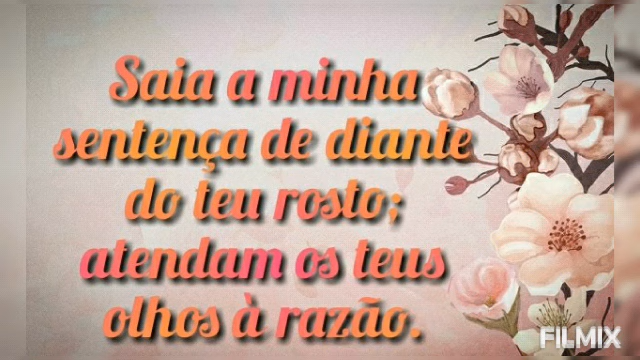 Saia a minha
sentença de diante
do teu rosto;
atendam os teus
olhos à razão.
FILMIX